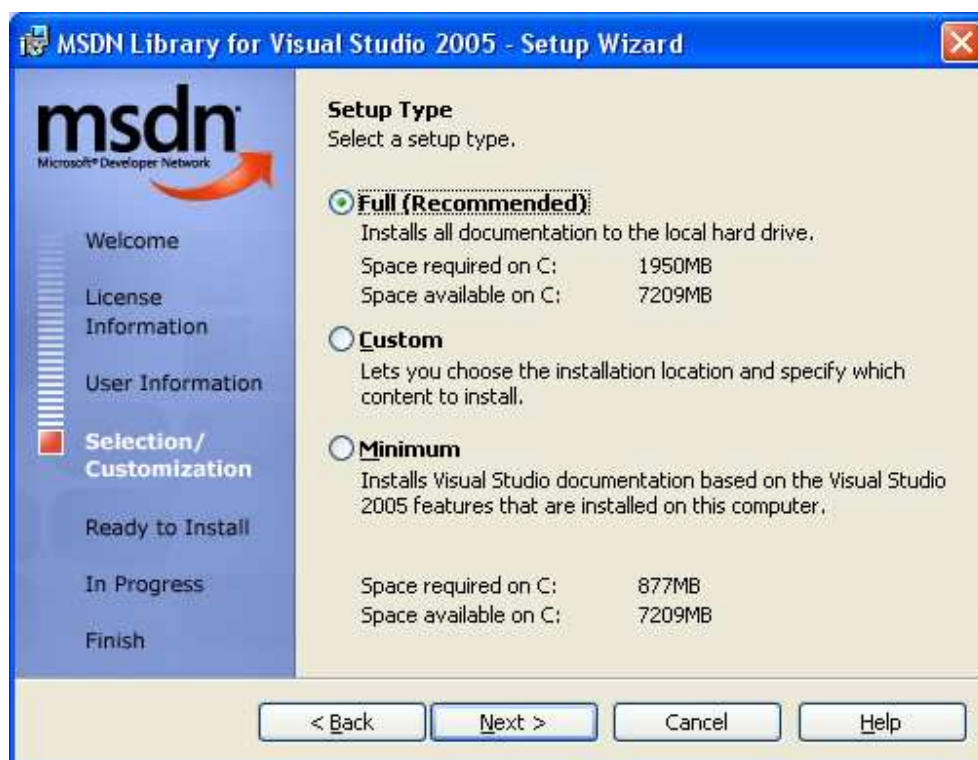 MSDN Library for Visual Studio 2005 - Setup Wizard
msdn
Microsoft® Developer Network
Welcome
License
Information
User Information
Selection/
Customization
Ready to Install
In Progress
Finish
Setup Type
Select a setup type.
Full (Recommended)
Installs all documentation to the local hard drive.
Space required on C: 1950MB
Space available on C: 7209MB
Custom
Lets you choose the installation location and specify which
content to install.
Minimum
Installs Visual Studio documentation based on the Visual Studio
2005 features that are installed on this computer.
Space required on C: 877MB
Space available on C: 7209MB
< Back Next > Cancel Help